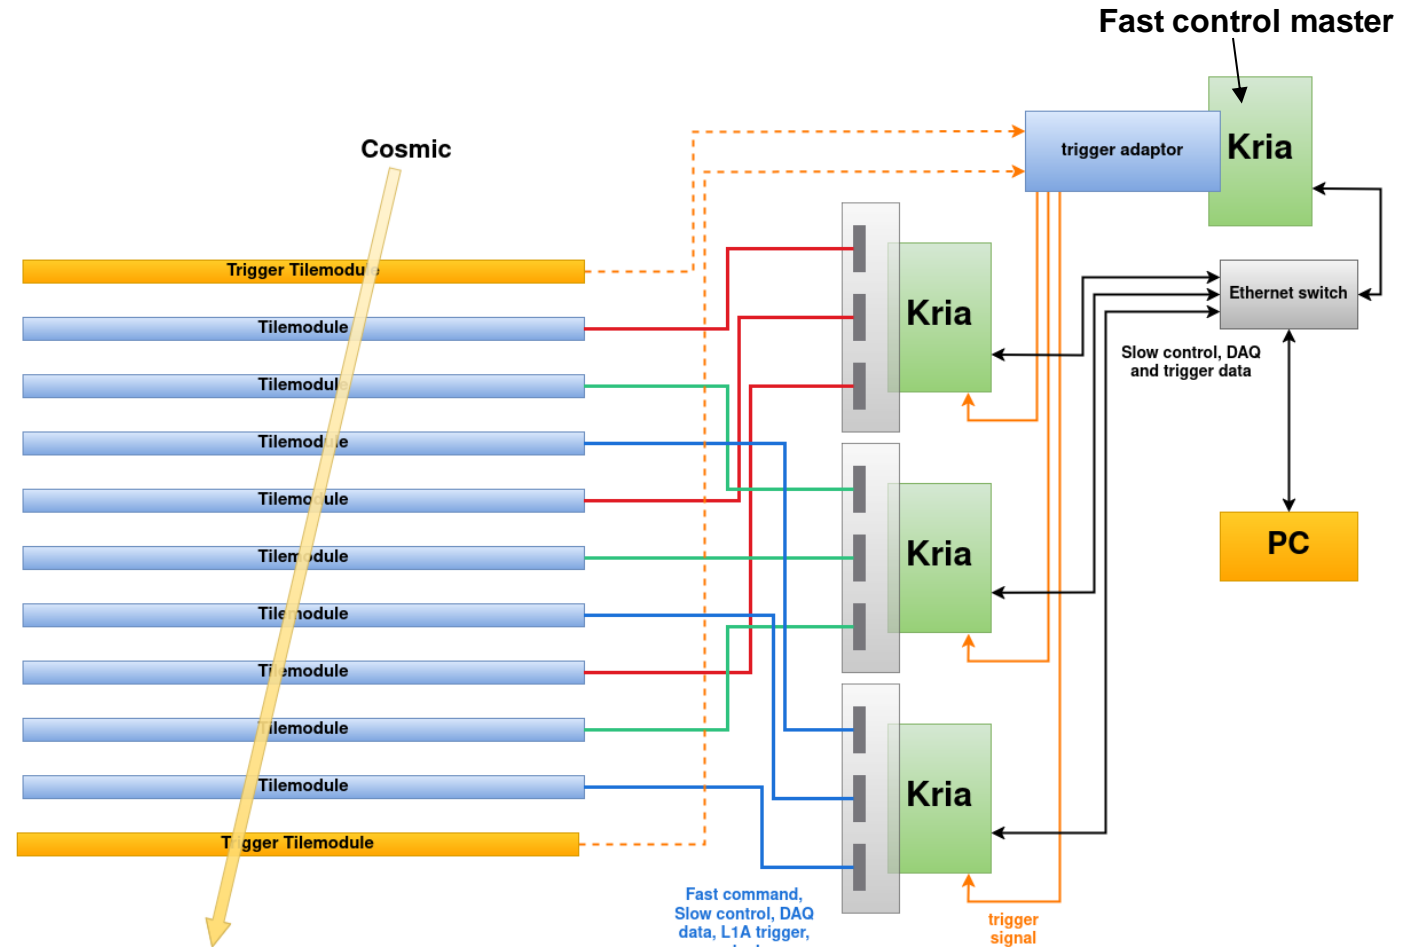 Fast control master
Cosmic
trigger adaptor
Kria
Trigger Tilemodule
Tilemodule
Tilemodule
Tilemodule
Tilemodule
Tilemodule
Tilemodule
Tilemodule
Tilemodule
Tilemodule
Trigger Tilemodule
Kria
Kria
Kria
Ethernet switch
Slow control, DAQ
and trigger data
PC
Fast command,
Slow control, DAQ
data, L1A trigger,
trigger
signal